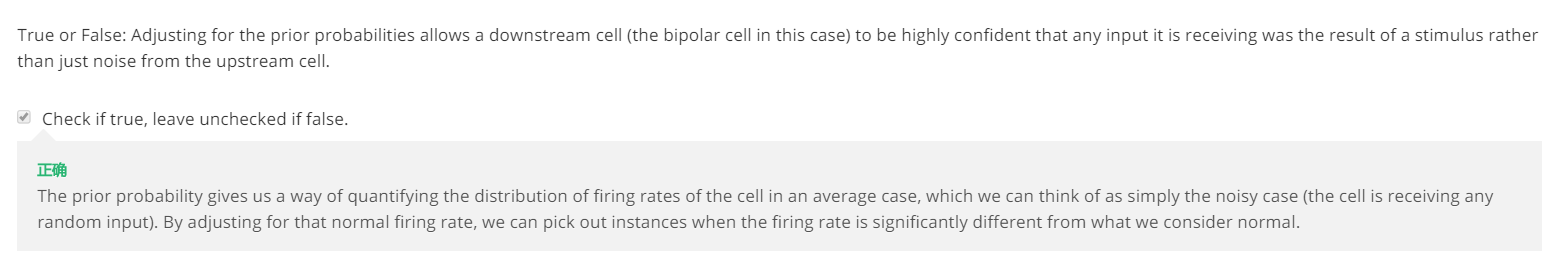 True or False: Adjusting for the prior probabilities allows a downstream cell (the bipolar cell in this case) to be highly confident that any input it is receiving was the result of a stimulus rather
than just noise from the upstream cell.
Check if true, leave unchecked if false.
正确
The prior probability gives us a way of quantifying the distribution of firing rates of the cell in an average case, which we can think of as simply the noisy case (the cell is receiving any
random input). By adjusting for that normal firing rate, we can pick out instances when the firing rate is significantly different from what we consider normal.